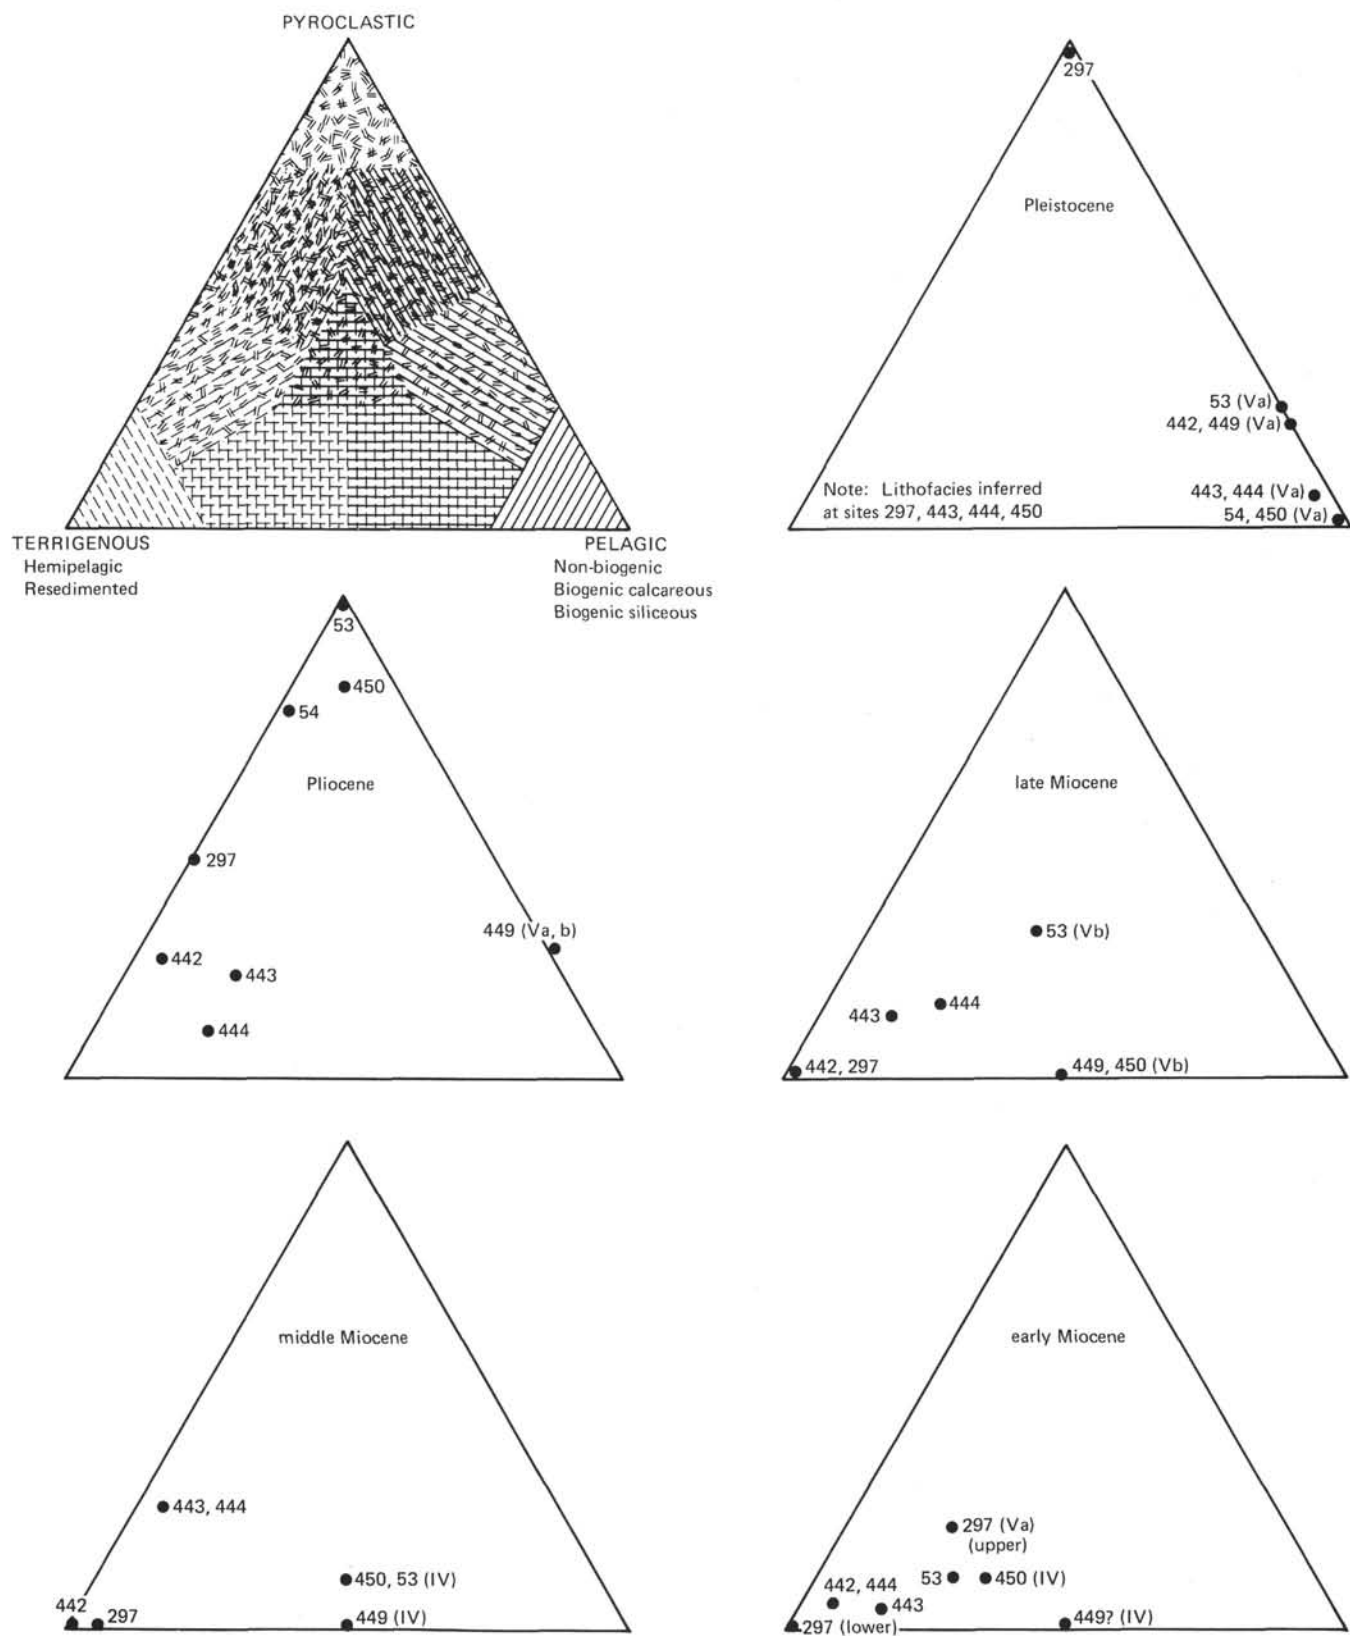 PYROCLASTIC
TERRIGENOUS
Hemipelagic
Resedimented
PELAGIC
Non-biogenic
Biogenic calcareous
Biogenic siliceous
297
Pleistocene
53 (Va)
442, 449 (Va)
443, 444 (Va)
54, 450 (Va)
Note: Lithofacies inferred
at sites 297, 443, 444, 450
53
450
54
Pliocene
297
449 (Va, b)
442
443
444
late Miocene
53 (Vb)
444
443
442, 297
449, 450 (Vb)
middle Miocene
443, 444
450, 53 (IV)
442
297
449 (IV)
early Miocene
297 (Va)
(upper)
53
450 (IV)
442, 444
443
297 (lower)
449? (IV)